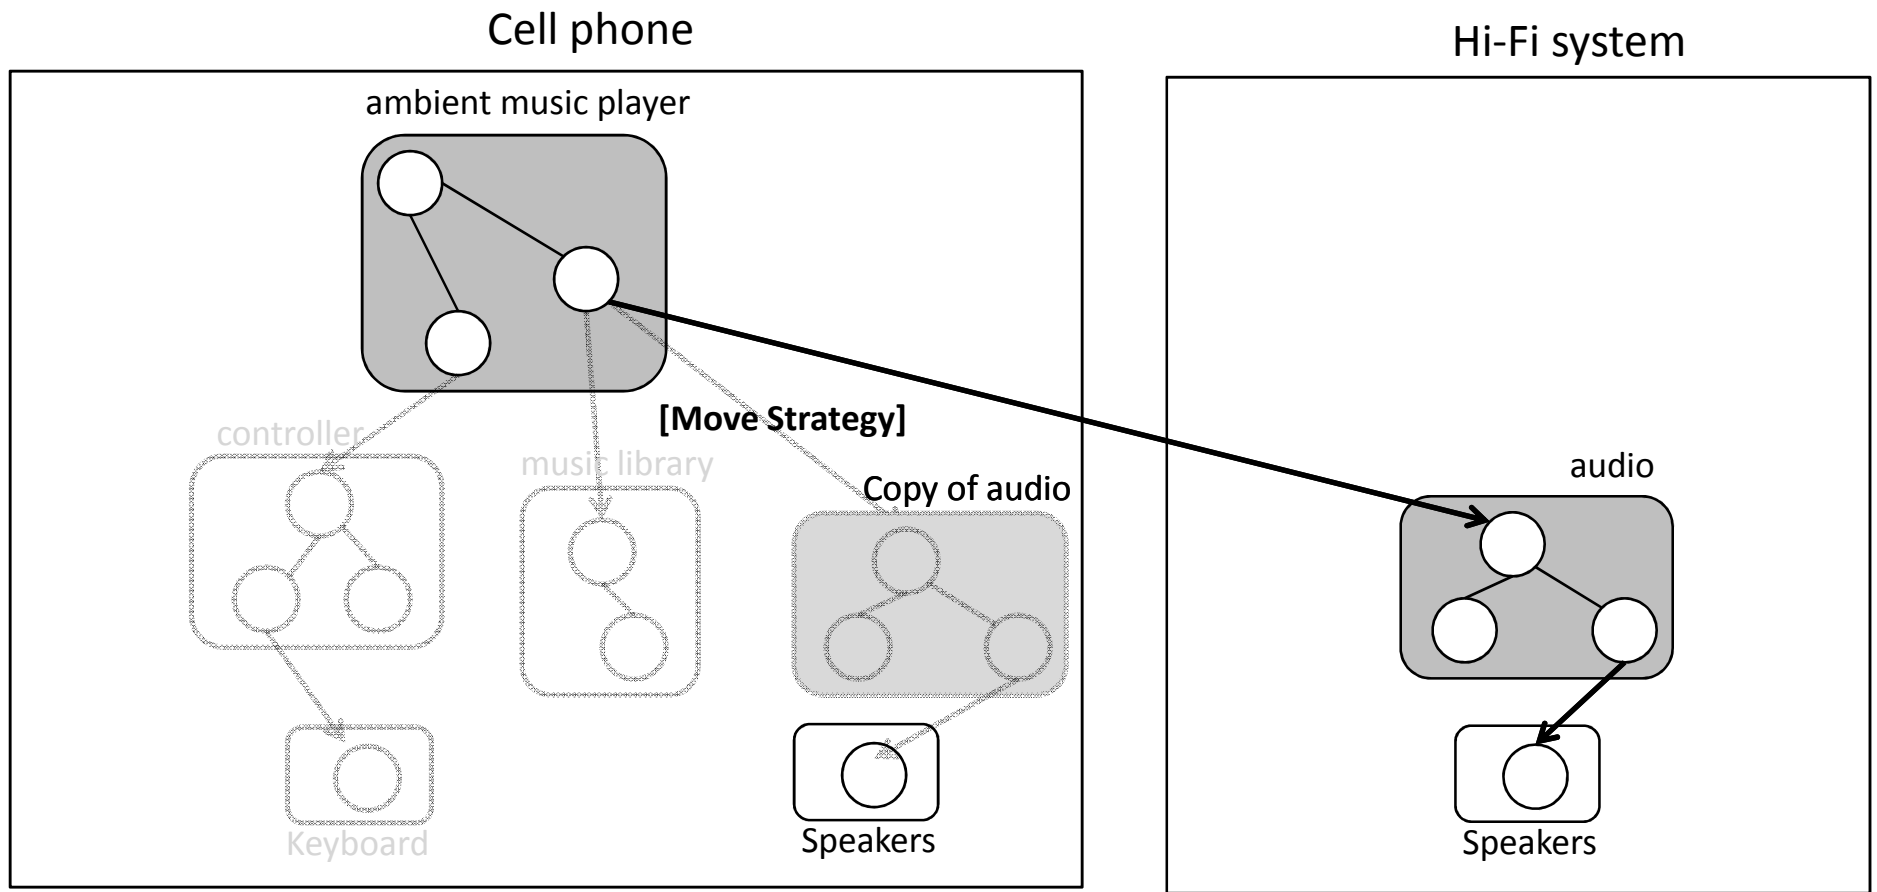 Cell phone
Hi-Fi system
ambient music player
[Move Strategy]
controller
music library
Copy of audio
audio
Keyboard
Speakers
Speakers